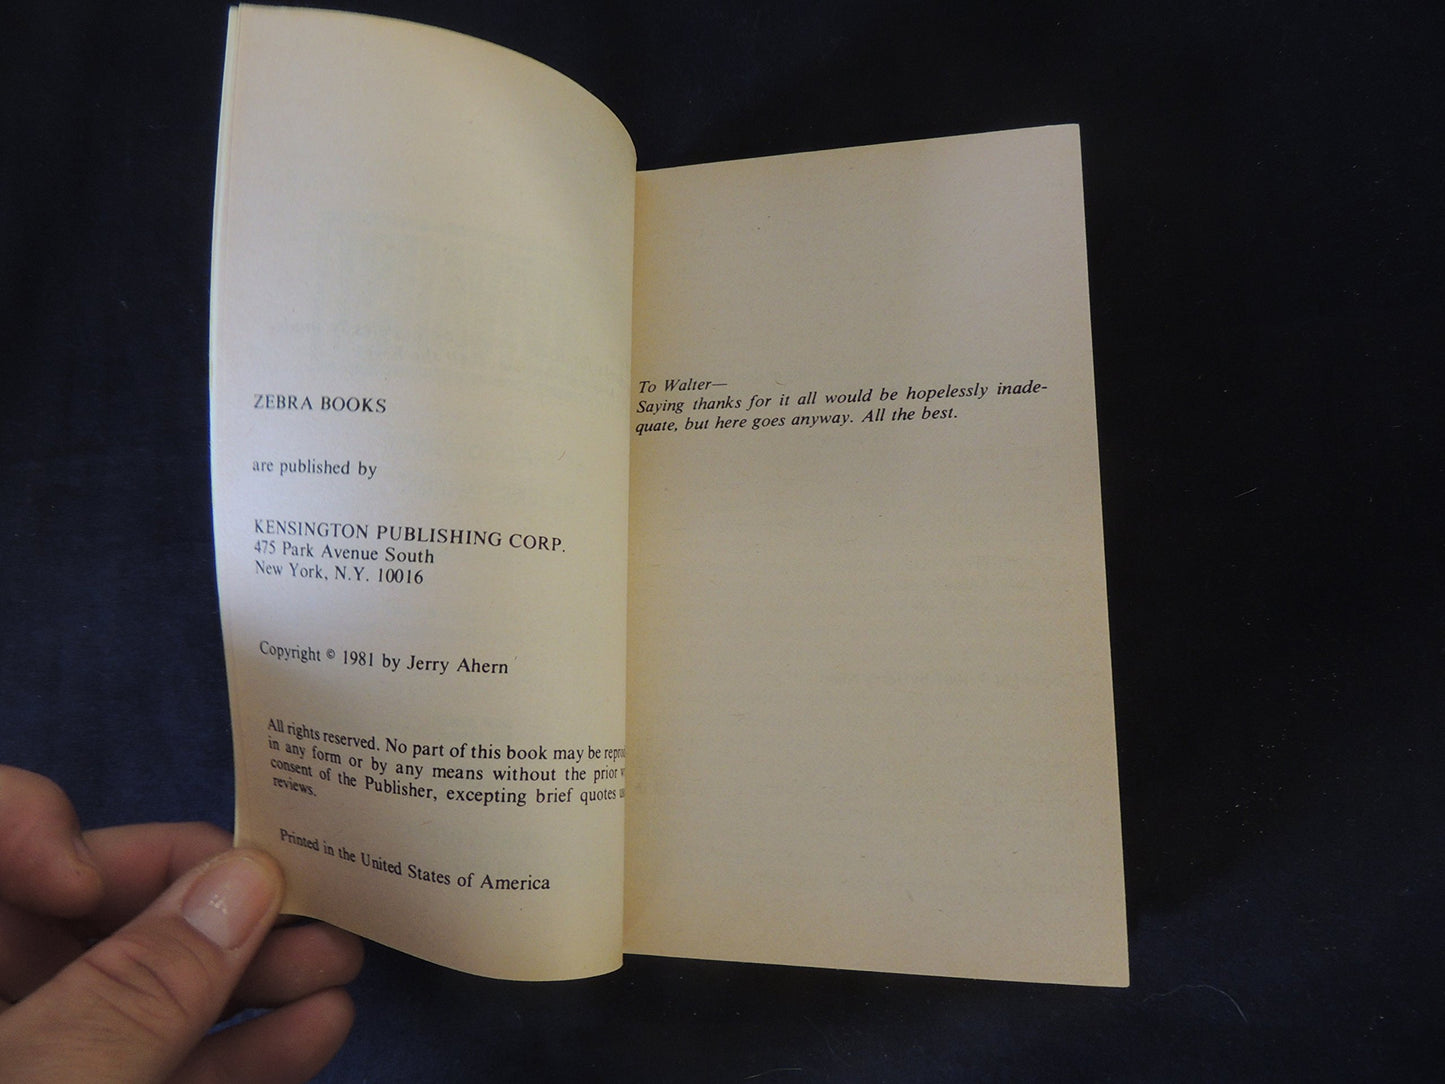 ZEBRA BOOKS
are published by
KENSINGTON PUBLISHING CORP.
475 Park Avenue South
New York, N.Y. 10016
Copyright © 1981 by Jerry Ahern
All rights reserved. No part of this book may be
in any form or by any means without the prior
consent of the Publisher, excepting brief quotes
reviews.
Printed in the United States of America
To Walter—
Saying thanks for it all would be hopelessly inade-
quate, but here goes anyway. All the best.